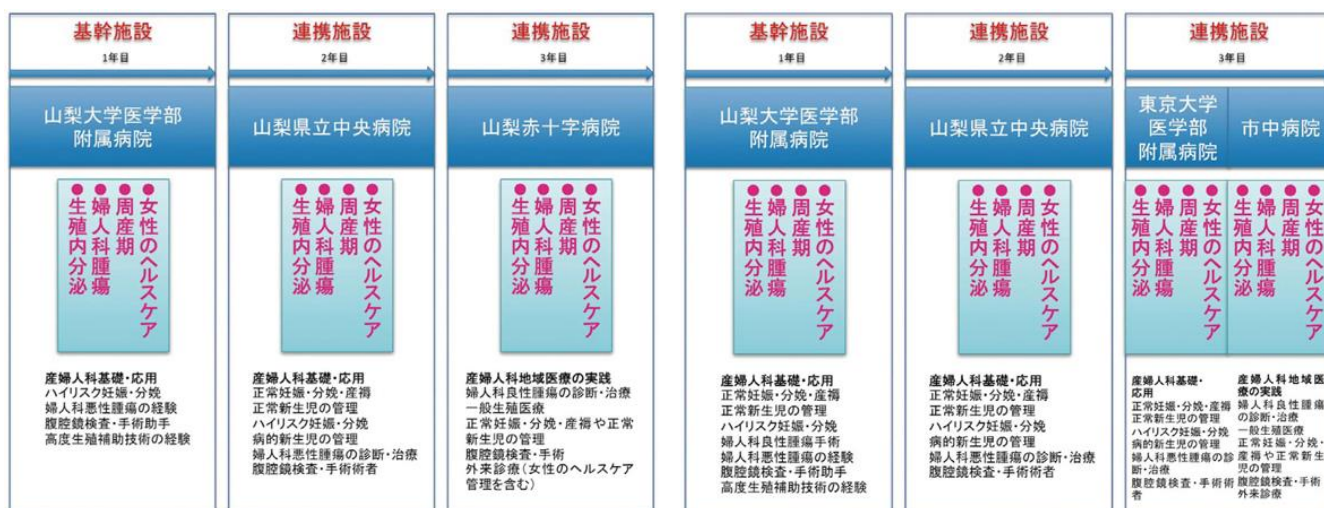 基幹施設
1年目
山梨大学医学部
附属病院
●女性のヘルスケア
●周産期
●婦人科腫瘍
●生殖内分泌
産婦人科基礎・応用
ハイリスク妊娠・分娩
婦人科悪性腫瘍の経験
腹腔鏡検査・手術助手
高度生殖補助技術の経験
連携施設
2年目
山梨県立中央病院
●女性のヘルスケア
●周産期
●婦人科腫瘍
●生殖内分泌
産婦人科基礎・応用
正常妊娠・分娩・産褥
正常新生児の管理
ハイリスク妊娠・分娩
病的新生児の管理
婦人科悪性腫瘍の診断・治療
腹腔鏡検査・手術術者
連携施設
3年目
山梨赤十字病院
●女性のヘルスケア
●周産期
●婦人科腫瘍
●生殖内分泌
産婦人科地域医療の実践
婦人科良性腫瘍の診断・治療
一般生殖医療
正常妊娠・分娩・産褥や正常
新生児の管理
腹腔鏡検査・手術
外来診療(女性のヘルスケア
管理を含む)
基幹施設
1年目
山梨大学医学部
附属病院
●女性のヘルスケア
●周産期
●婦人科腫瘍
●生殖内分泌
産婦人科基礎・応用
正常妊娠・分娩・産褥
正常新生児の管理
ハイリスク妊娠・分娩
婦人科良性腫瘍手術
婦人科悪性腫瘍の経験
腹腔鏡検査・手術助手
高度生殖補助技術の経験
連携施設
2年目
山梨県立中央病院
●女性のヘルスケア
●周産期
●婦人科腫瘍
●生殖内分泌
産婦人科基礎・応用
正常妊娠・分娩・産褥
正常新生児の管理
ハイリスク妊娠・分娩
病的新生児の管理
婦人科悪性腫瘍の診断・治療
腹腔鏡検査・手術術者
連携施設
3年目
東京大学
医学部
附属病院
●女性のヘルスケア
●周産期
●婦人科腫瘍
●生殖内分泌
産婦人科基礎・
応用
正常妊娠・分娩・産褥
正常新生児の管理
ハイリスク妊娠・分娩
病的新生児の管理
婦人科悪性腫瘍の診
断・治療
腹腔鏡検査・手術術
者
市中病院
●女性のヘルスケア
●周産期
●婦人科腫瘍
●生殖内分泌
産婦人科地域医
療の実践
婦人科良性腫瘍
の診断・治療
一般生殖医療
正常妊娠・分娩・
産褥や正常新生
児の管理
腹腔鏡検査・手術
外来診療